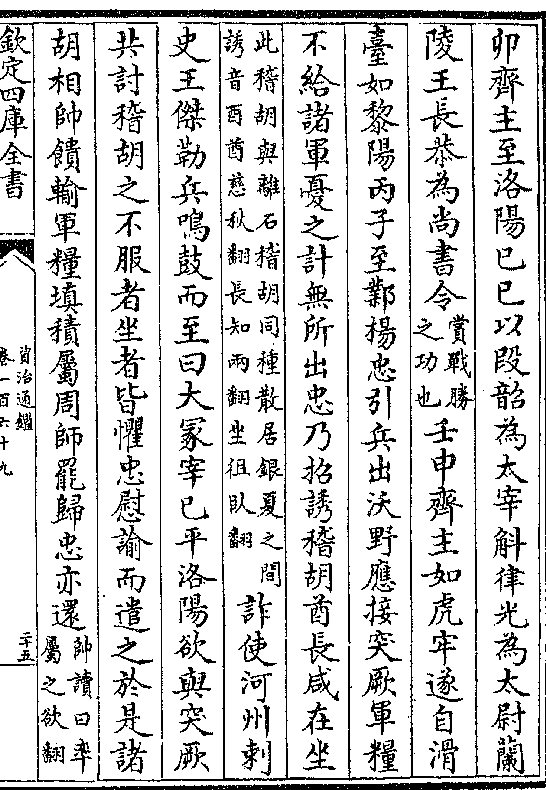 卯齊主至洛陽己巳以段韶為太宰斛律光為太尉蘭
陵王長恭為尚書令賞戰勝之功也壬申齊主如虎牢遂自滑
臺如黎陽丙子至鄴楊忠引兵出沃野應接突厥軍糧
不給諸軍憂之計無所出忠乃招誘稽胡酋長咸在坐
此稽胡與離石稽胡同種散居銀夏之間誘音酉酋慈秋翻長知兩翻坐徂卧翻詐使河州刺
史王傑勒兵鳴鼓而至曰大冢宰已平洛陽欲與突厥
共討稽胡之不服者坐者皆懼忠慰諭而遣之於是諸
胡相帥饋輸軍糧填積屬周師罷歸忠亦還帥讀曰率屬之欲翻
欽定四庫全書
資治通鑑
卷一百六十九
二十五